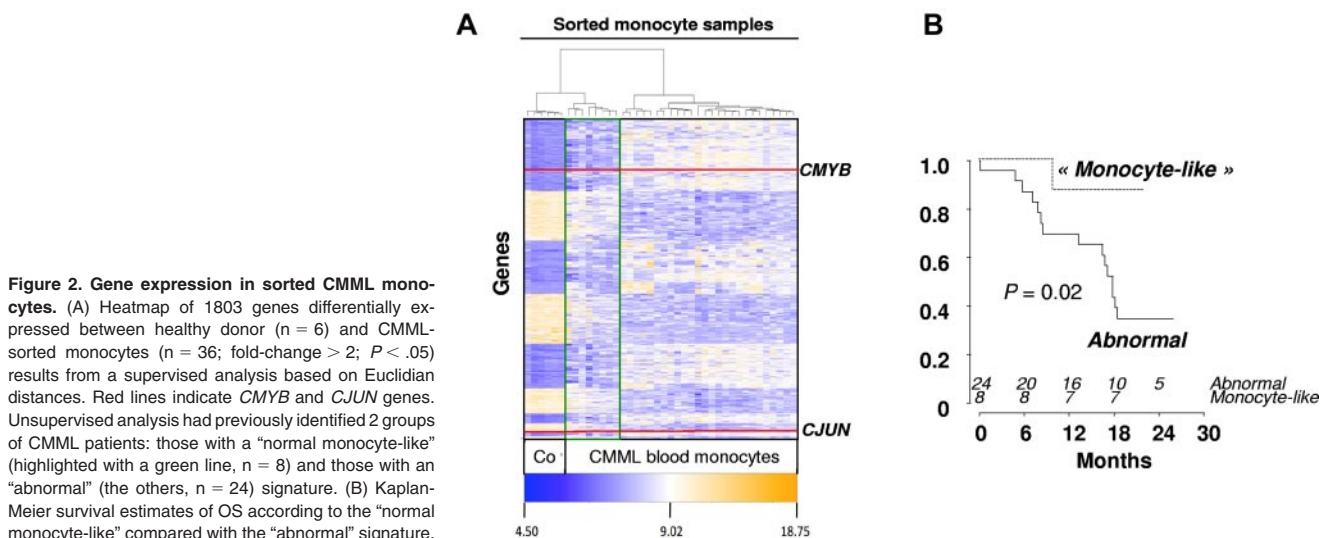 A
Sorted monocyte samples
Genes
CMYB
CJUN
Co
CMML blood monocytes
4.50 9.02 18.75
B
1.0
0.8
0.6
0.4
0.2
0
« Monocyte-like »
P = 0.02
Abnormal
24 20 16 10 5 Abnormal
8 8 7 7 Monocyte-like
0 6 12 18 24 30
Months
Figure 2. Gene expression in sorted CMML mono-
cytes. (A) Heatmap of 1803 genes differentially ex-
pressed between healthy donor (n = 6) and CMML-
sorted monocytes (n = 36; fold-change > 2; P < .05)
results from a supervised analysis based on Euclidian
distances. Red lines indicate CMYB and CJUN genes.
Unsupervised analysis had previously identified 2 groups
of CMML patients: those with a “normal monocyte-like”
(highlighted with a green line, n = 8) and those with an
“abnormal” (the others, n = 24) signature. (B) Kaplan-
Meier survival estimates of OS according to the “normal
monocyte-like” compared with the “abnormal” signature.